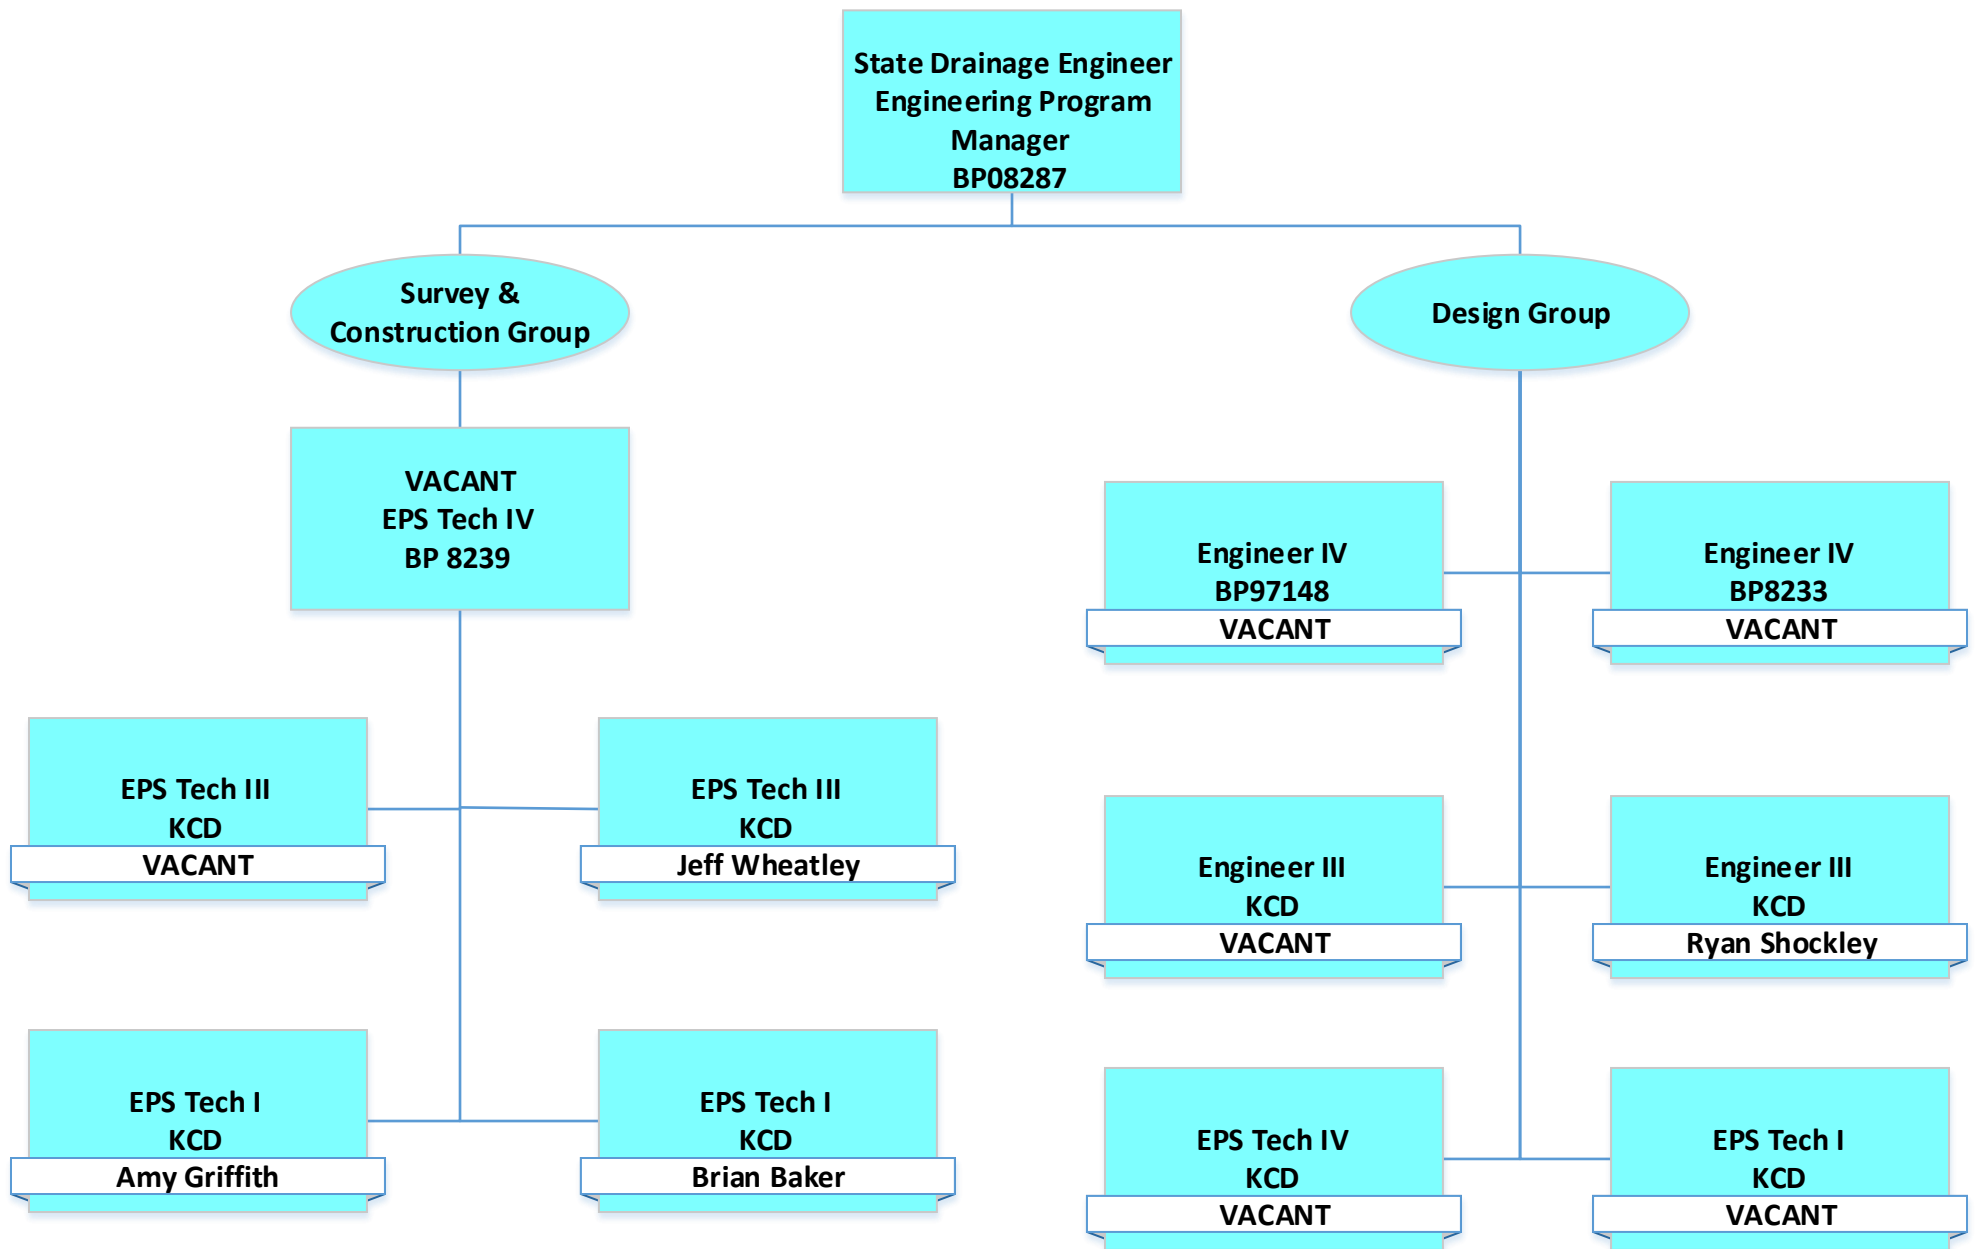 State Drainage Engineer
Engineering Program
Manager
BP08287
Survey &
Construction Group
Design Group
VACANT
EPS Tech IV
BP 8239
Engineer IV
BP97148
VACANT
Engineer IV
BP8233
VACANT
EPS Tech III
KCD
VACANT
EPS Tech III
KCD
Jeff Wheatley
Engineer III
KCD
VACANT
Engineer III
KCD
Ryan Shockley
EPS Tech I
KCD
Amy Griffith
EPS Tech I
KCD
Brian Baker
EPS Tech IV
KCD
VACANT
EPS Tech I
KCD
VACANT